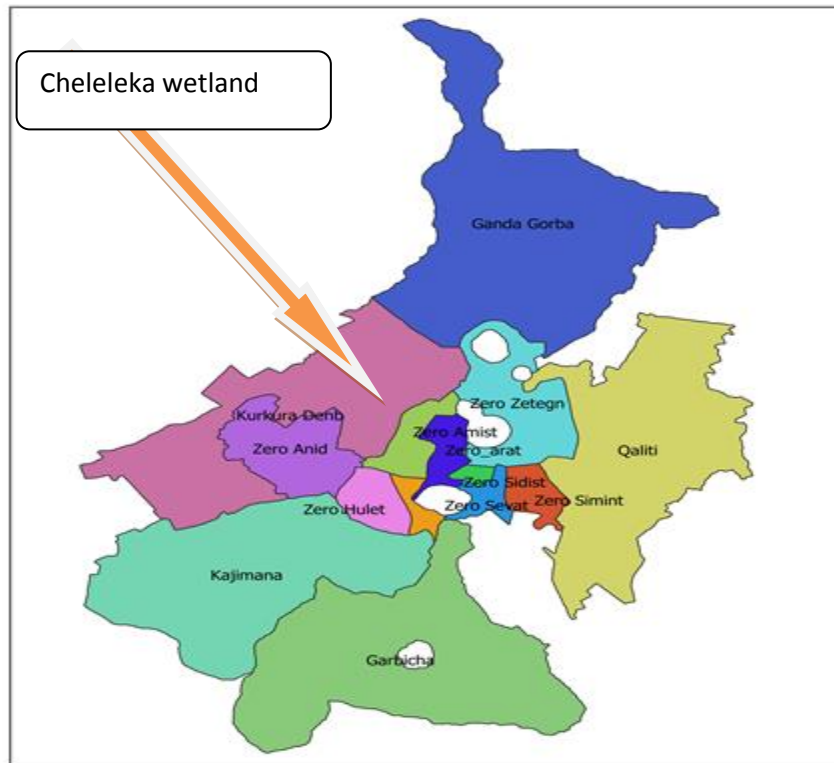 Cheleleka wetland
Ganda Gorba
Zero Zetegn
Kurkura Denb
Zero Amist
Zero Anid
Zero_arat
Qaliti
Zero Sidist
Zero Hulet
Zero Sevat
Zero Simint
Kajimana
Garbicha